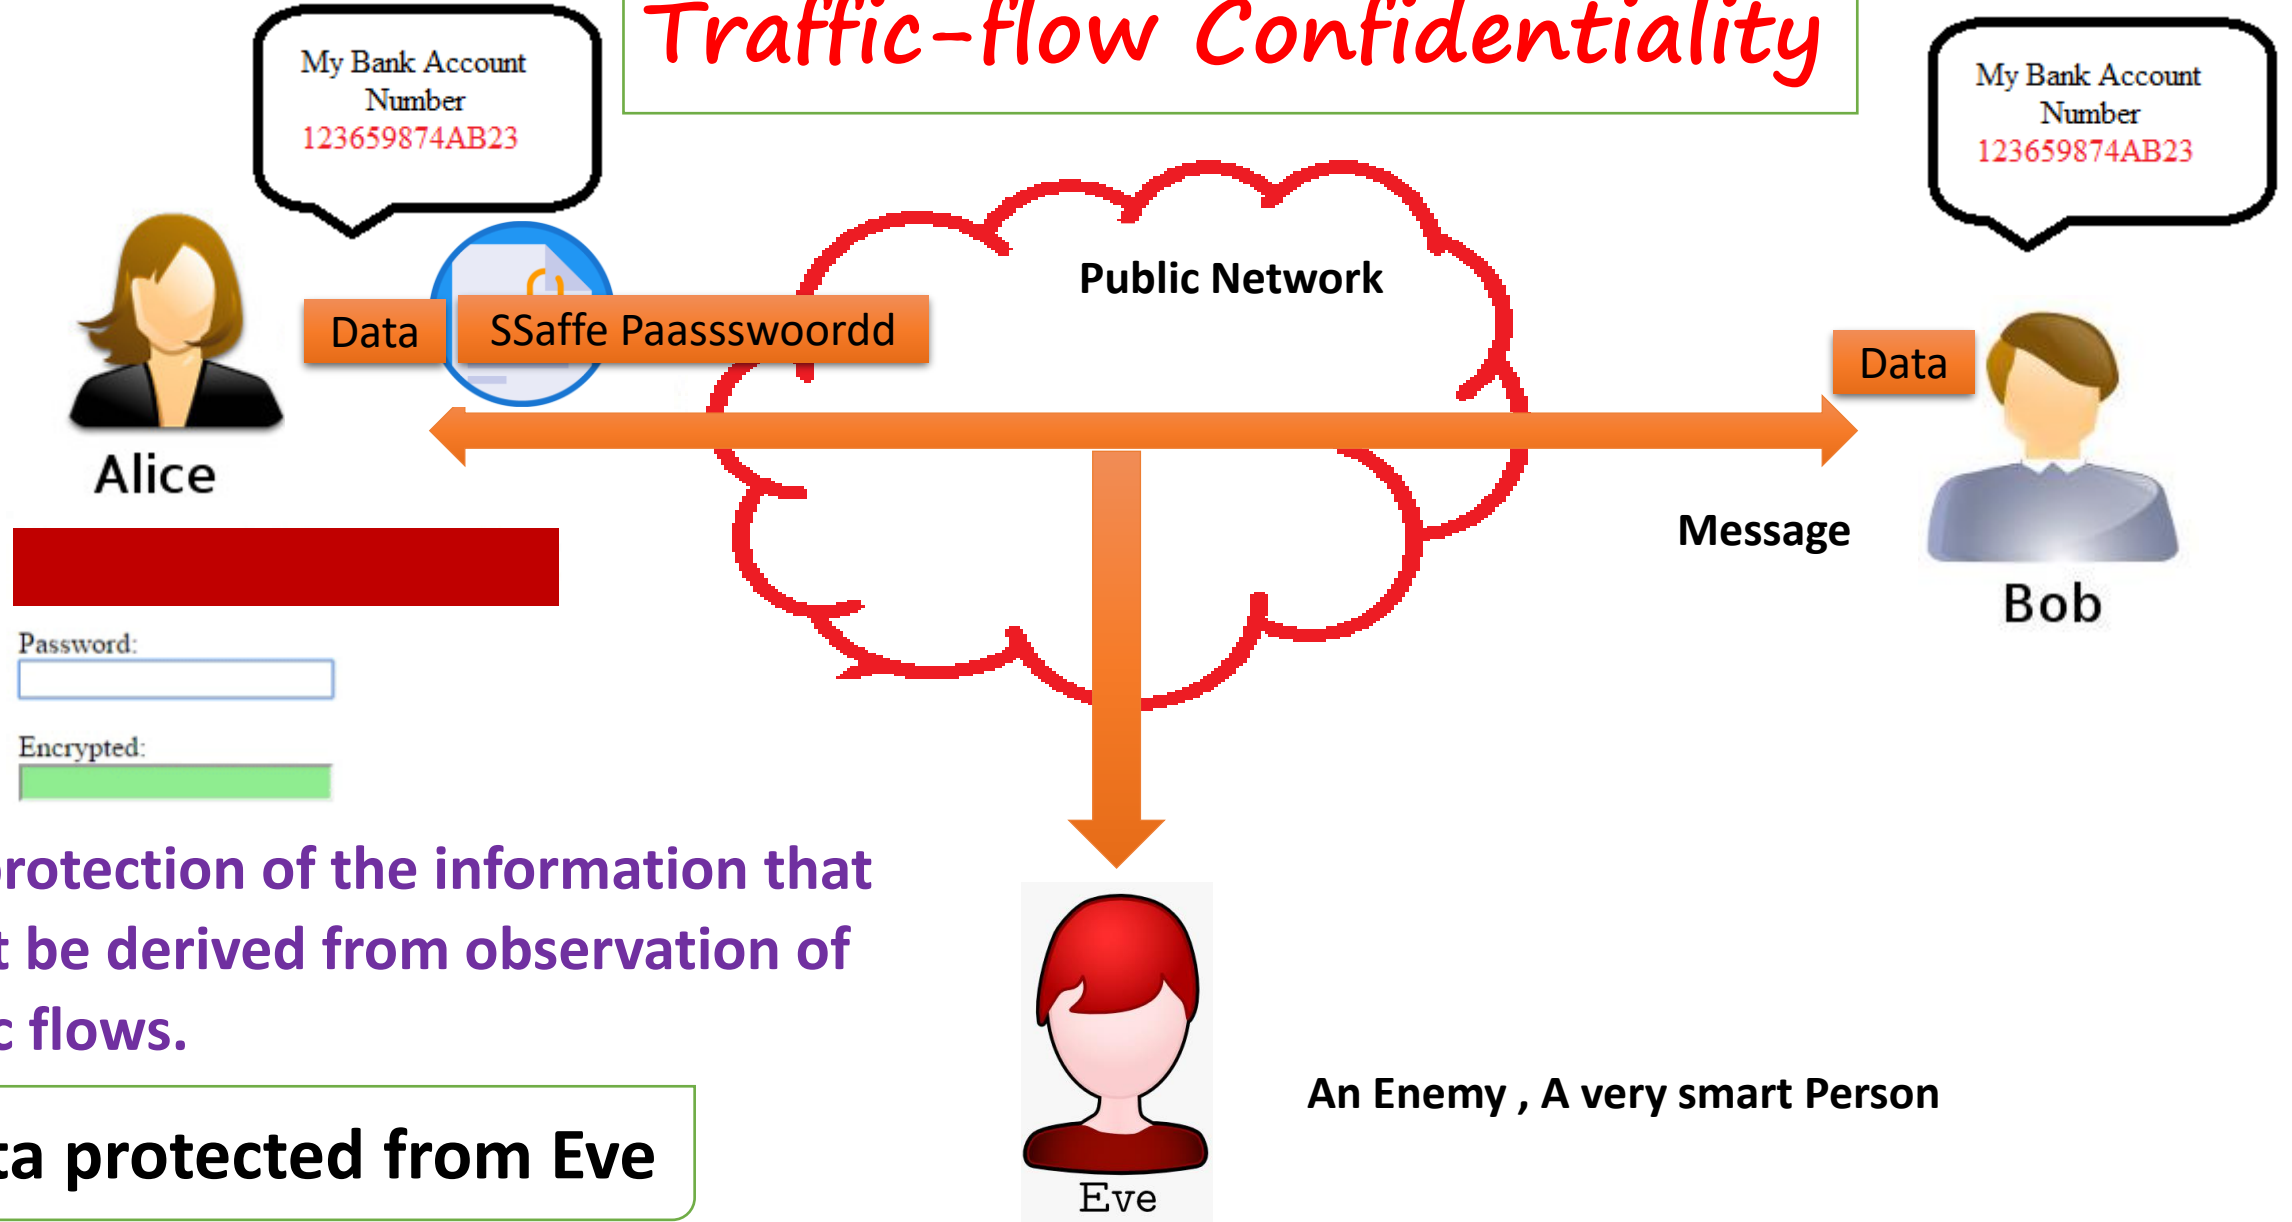 Traffic-flow Confidentiality
My Bank Account
Number
123659874AB23
My Bank Account
Number
123659874AB23
Public Network
Data
SSaffe Paassswoordd
Data
Alice
Message
Bob
Password:
Encrypted:
protection of the information that
be derived from observation of
flows.
protected from Eve
An Enemy , A very smart Person
Eve